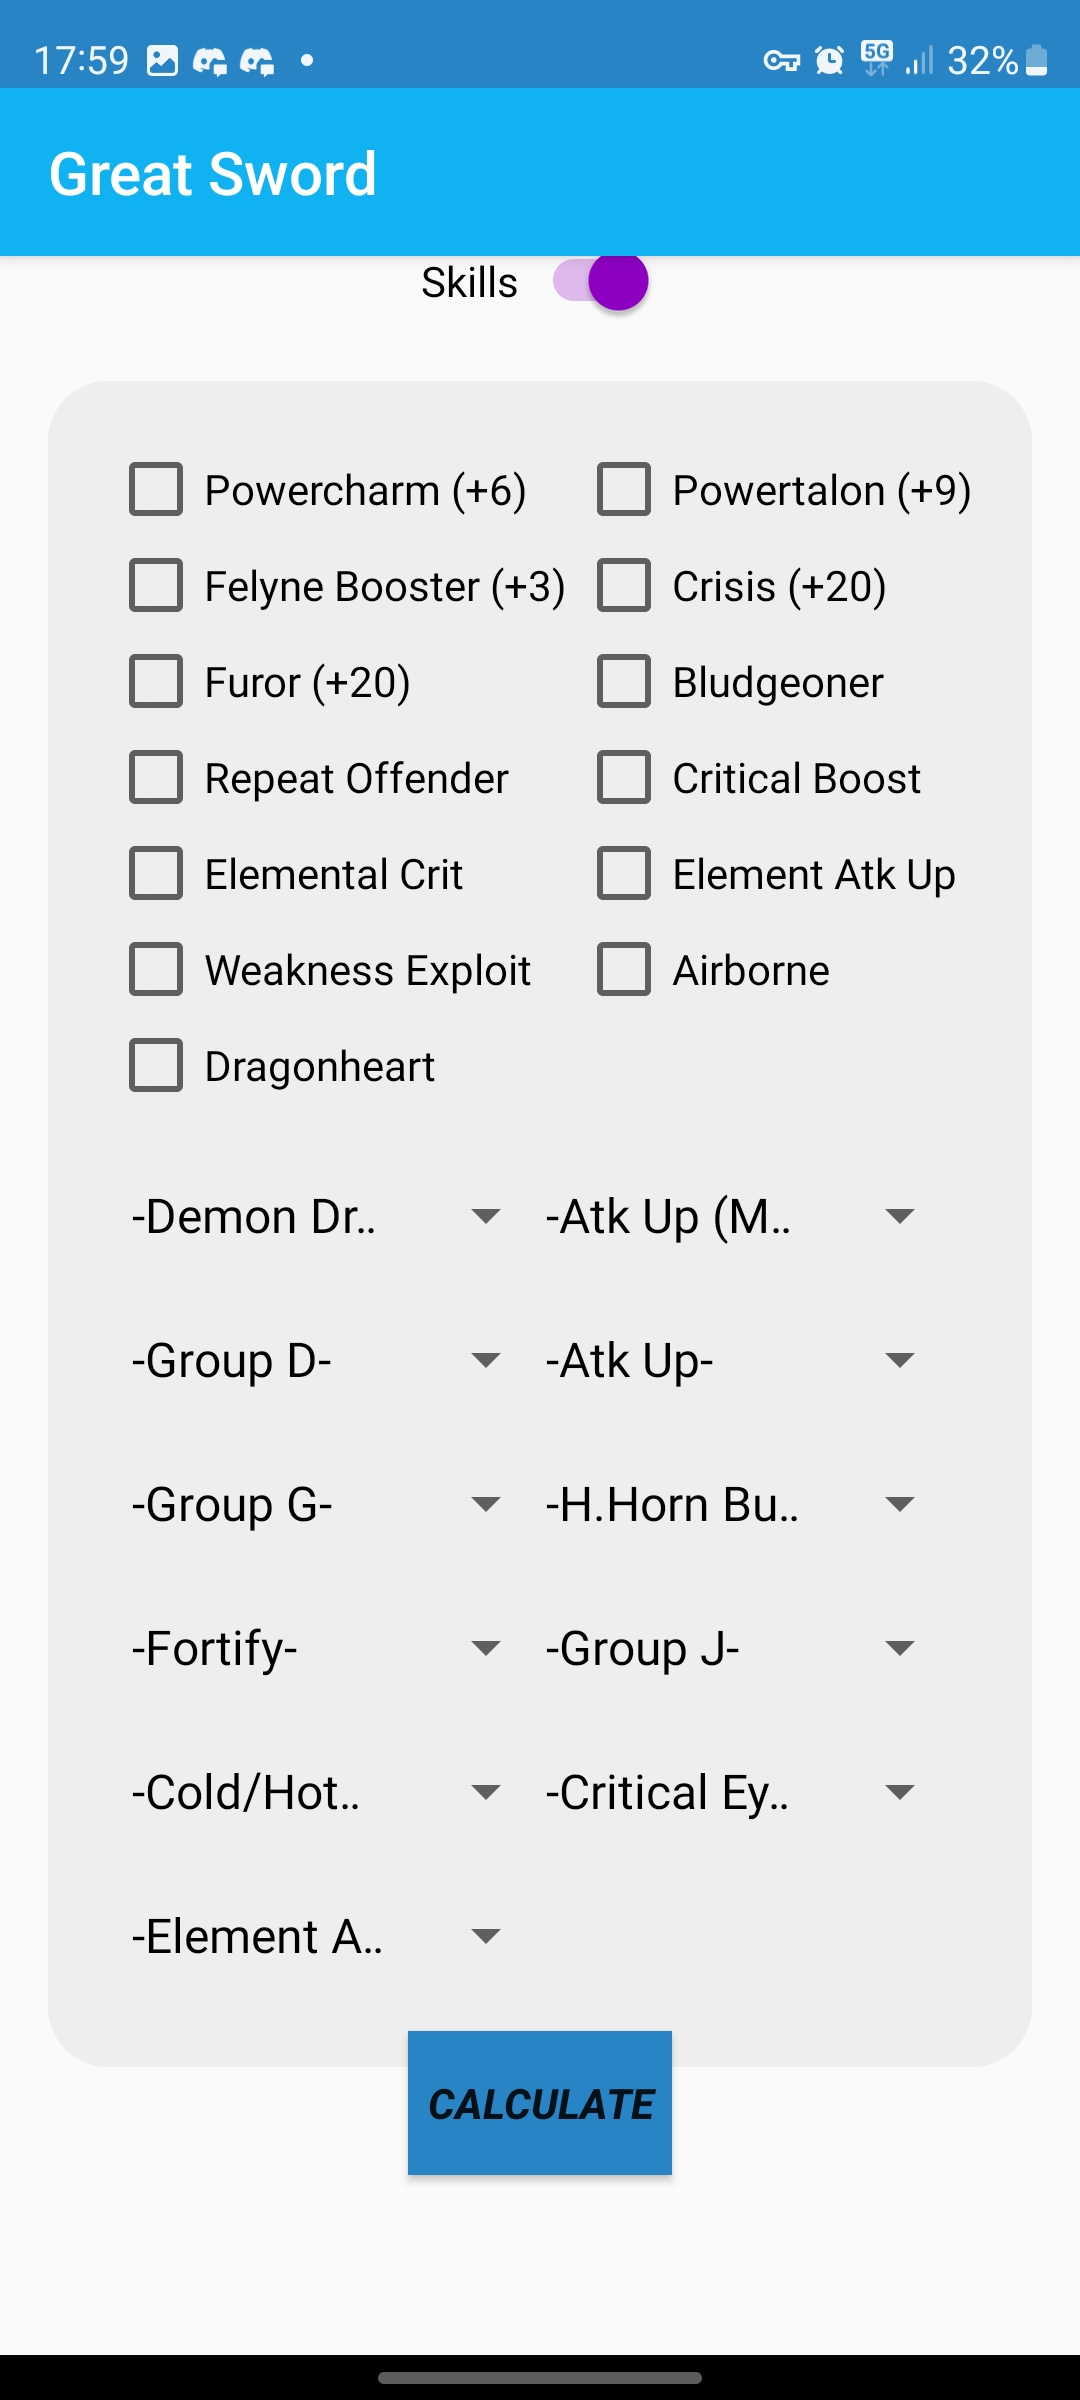 17:59 5G 32%
Great Sword
Skills
Powercharm (+6) Powertalon (+9)
Felyne Booster (+3) Crisis (+20)
Furor (+20) Bludgeoner
Repeat Offender Critical Boost
Elemental Crit Element Atk Up
Weakness Exploit Airborne
Dragonheart
-Demon Dr.. -Atk Up (M..
-Group D- -Atk Up-
-Group G- -H.Horn Bu..
-Fortify- -Group J-
-Cold/Hot.. -Critical Ey..
-Element A..
CALCULATE